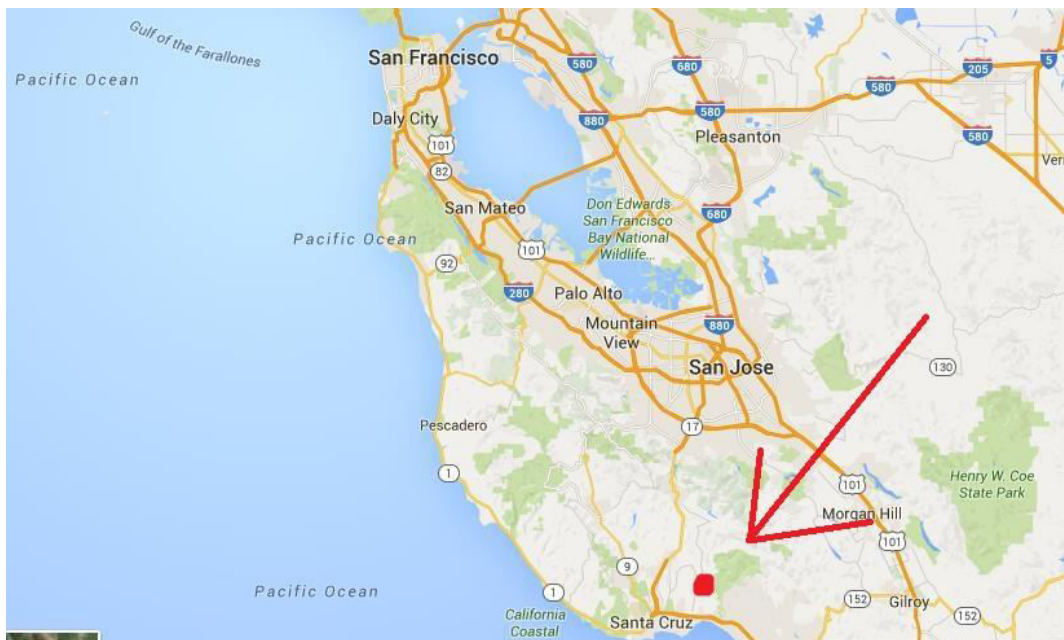 Gulf of the Farallones
580
680
205
5
San Francisco
580
Pacific Ocean
580
880
580
Daly City
Pleasanton
580
101
82
Don Edwards
San Francisco
Bay National
Wildlife...
San Mateo
680
Pacific Ocean
101
92
280
Palo Alto
Mountain
View
880
San Jose
130
Pescadero
17
1
101
Henry W. Coe
State Park
Morgan Hill
101
9
Pacific Ocean
1
152
Gilroy
152
California
Coastal
Santa Cruz